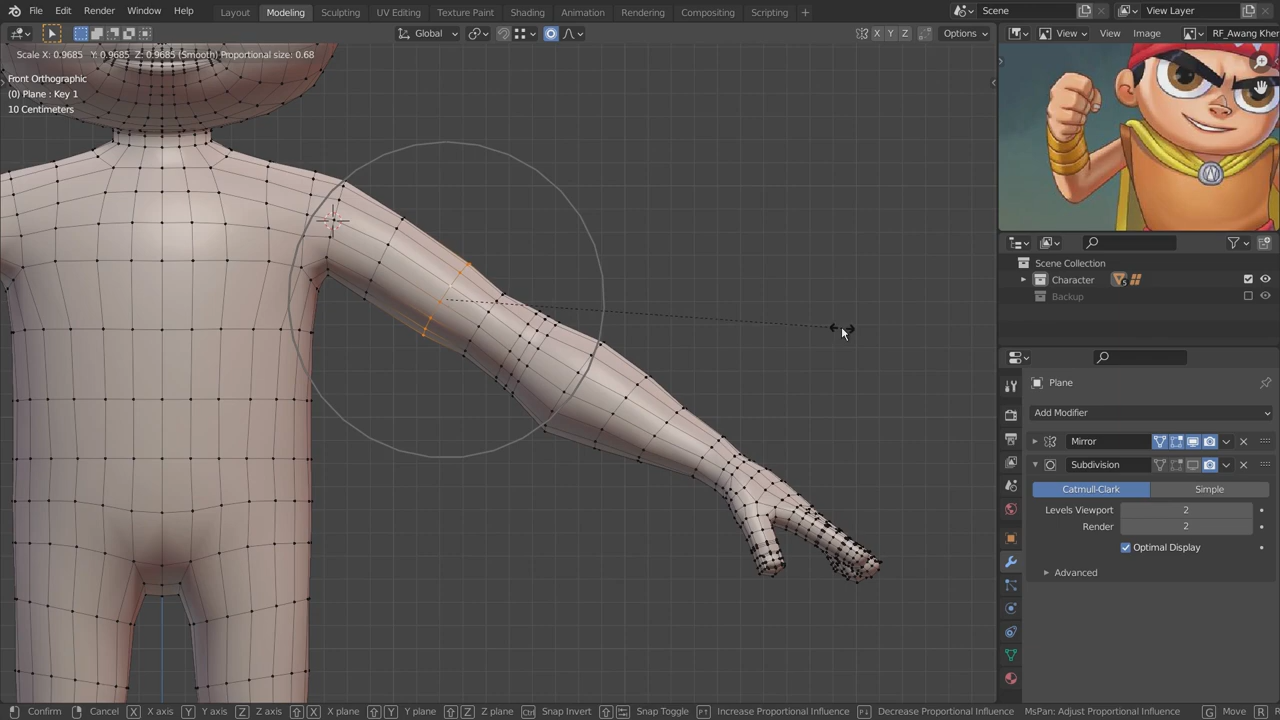 File Edit Render Window Help Layout Modeling Sculpting UV Editing Texture Paint Shading Animation Rendering Compositing Scripting + Scene View Layer
Global X Y Z Options View View Image RF_Awang Kher
Scale X: 0.9685 Y: 0.9685 Z: 0.9685 (Smooth) Proportional size: 0.68
Front Orthographic
(0) Plane : Key 1
10 Centimeters
Scene Collection
Character 5
Backup
Plane
Add Modifier
Mirror
Subdivision
Catmull-Clark Simple
Levels Viewport 2
Render 2
Optimal Display
Advanced
Confirm Cancel X X axis Y Y axis Z Z axis X X plane Y Y plane Z Z plane Ctrl Snap Invert Snap Toggle Increase Proportional Influence Decrease Proportional Influence MsPan: Adjust Proportional Influence G Move R